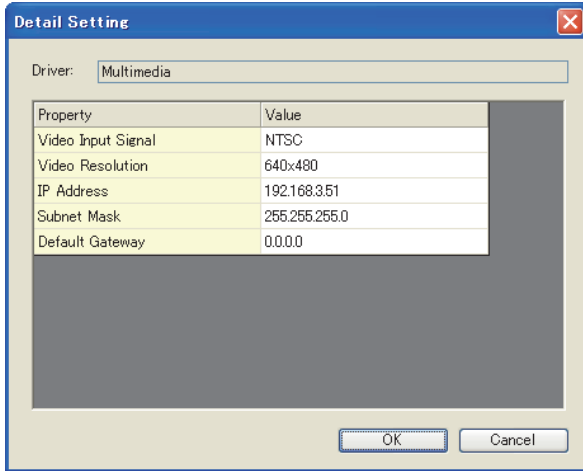 Detail Setting
Driver: Multimedia
Property Value
Video Input Signal NTSC
Video Resolution 640x480
IP Address 192.168.3.51
Subnet Mask 255.255.255.0
Default Gateway 0.0.0.0
OK Cancel